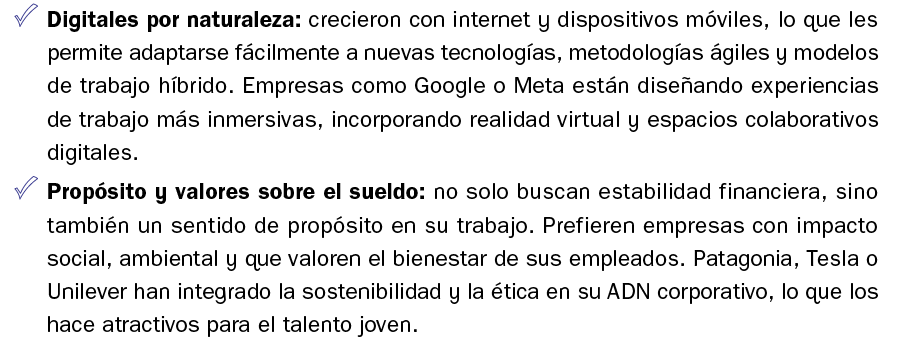 Digitales por naturaleza: crecieron con internet y dispositivos móviles, lo que les
permite adaptarse fácilmente a nuevas tecnologías, metodologías ágiles y modelos
de trabajo híbrido. Empresas como Google o Meta están diseñando experiencias
de trabajo más inmersivas, incorporando realidad virtual y espacios colaborativos
digitales.
Propósito y valores sobre el sueldo: no solo buscan estabilidad financiera, sino
también un sentido de propósito en su trabajo. Prefieren empresas con impacto
social, ambiental y que valoren el bienestar de sus empleados. Patagonia, Tesla o
Unilever han integrado la sostenibilidad y la ética en su ADN corporativo, lo que los
hace atractivos para el talento joven.